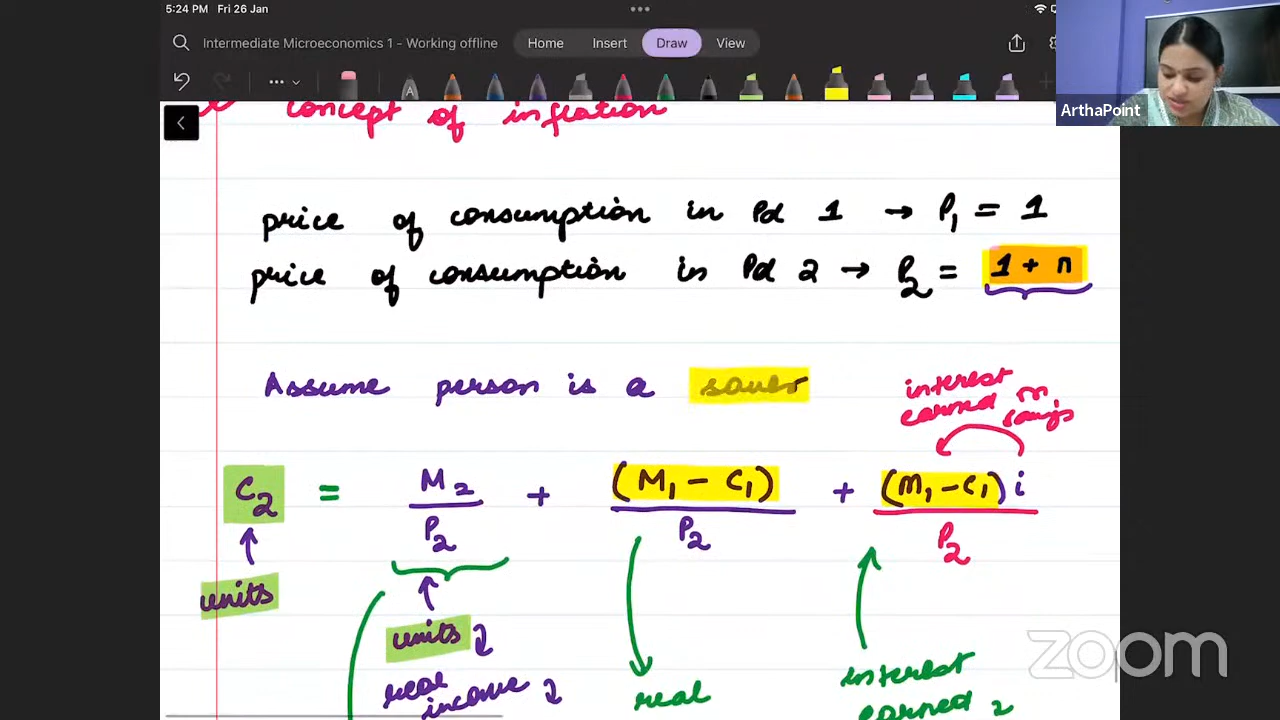 5:24 PM Fri 26 Jan
Intermediate Microeconomics 1 - Working offline Home Insert Draw View
A
ArthaPoint
concept of inflation
price of consumption in Pd 1 → P1 = 1
price of consumption in Pd 2 → P2 = 1 + π
Assume person is a saver
interest
earned on
savings
C2 = M2/P2 + (M1 - C1)/P2 + (M1 - C1) i/P2
units
units
real
income
real
interest
earned
zoom